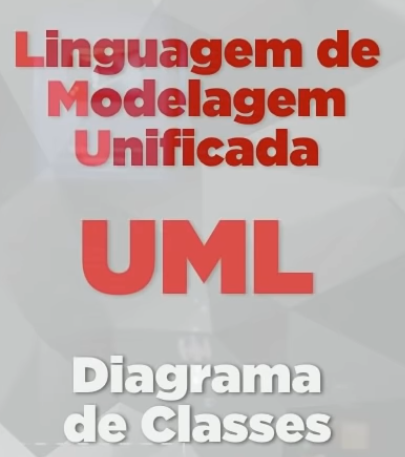 Linguagem de
Modelagem
Unificada
UML
Diagrama
de Classes